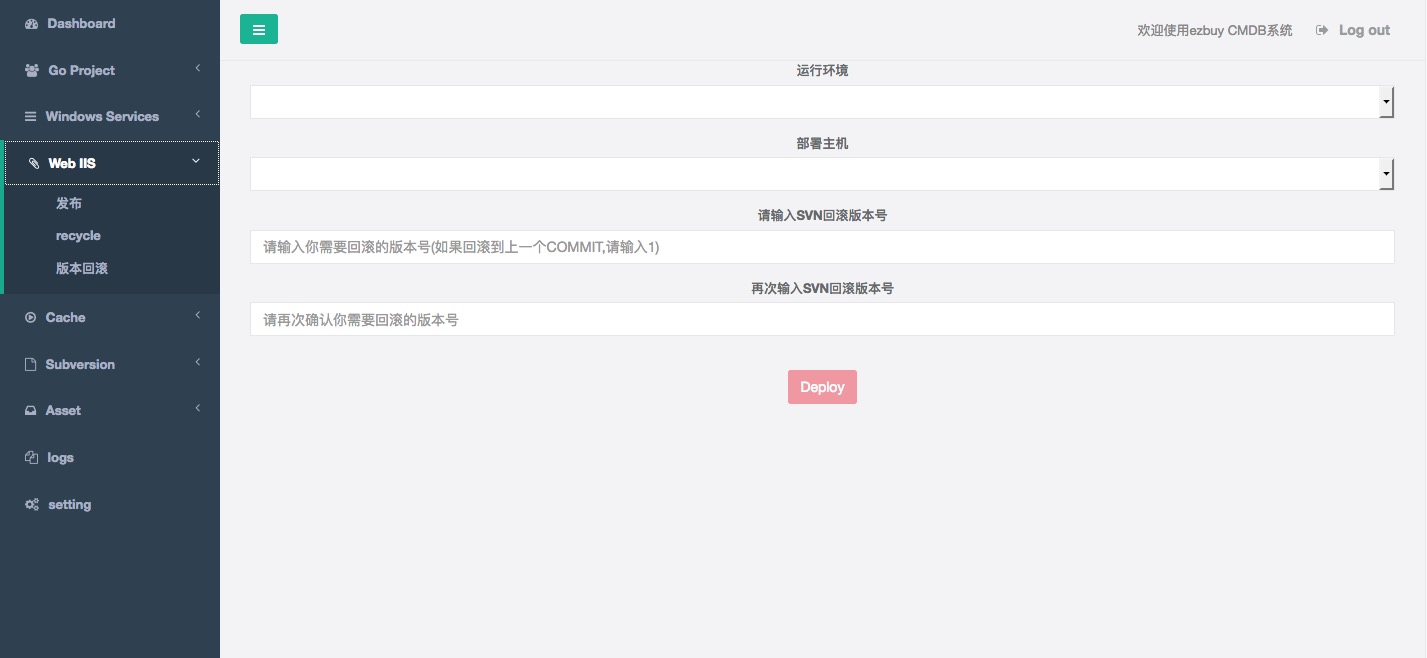 Dashboard
Go Project
Windows Services
Web IIS
发布
recycle
版本回滚
Cache
Subversion
Asset
logs
setting
欢迎使用ezbuy CMDB系统
Log out
运行环境
部署主机
请输入SVN回滚版本号
请输入你需要回滚的版本号(如果回滚到上一个COMMIT,请输入1)
再次输入SVN回滚版本号
请再次确认你需要回滚的版本号
Deploy